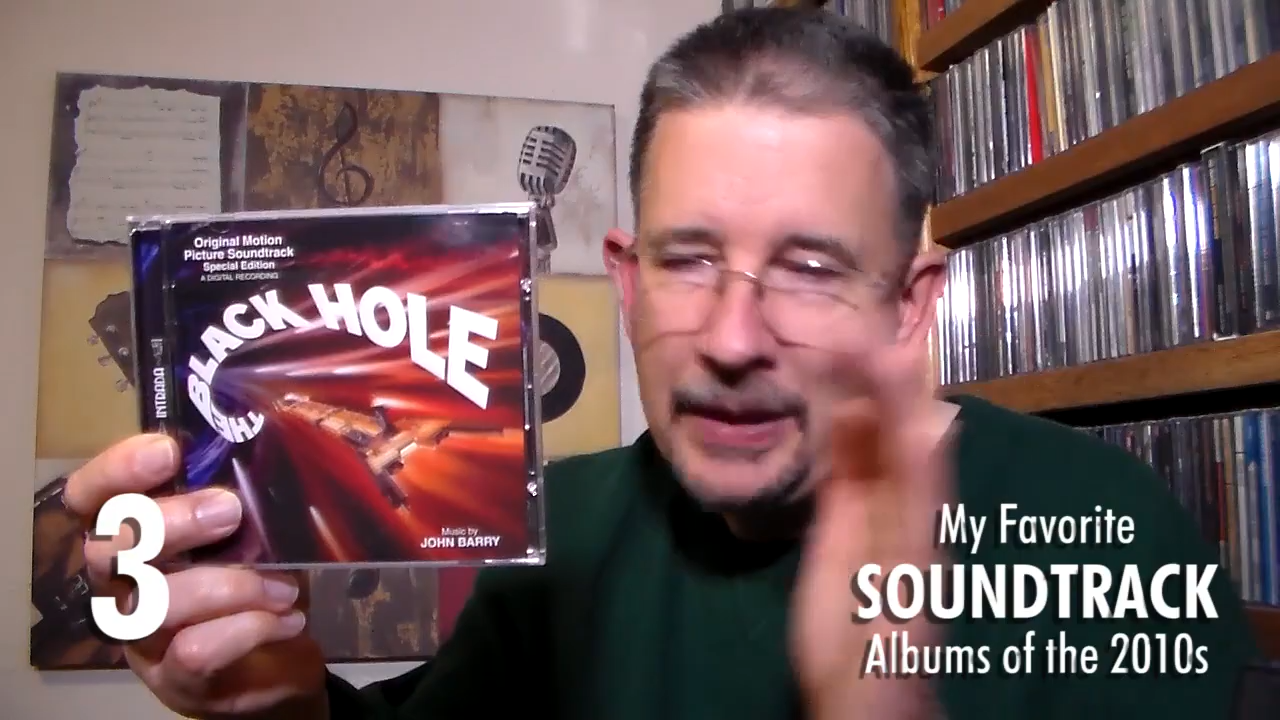 Original Motion
Picture Soundtrack
Special Edition
A DIGITAL RECORDING
THE BLACK HOLE
INTRADA
Music by
JOHN BARRY
3
My Favorite
SOUNDTRACK
Albums of the 2010s